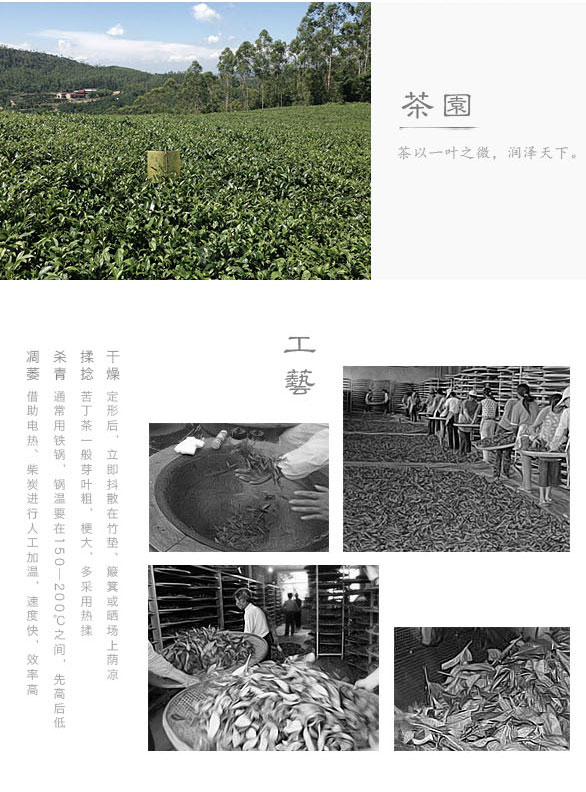 茶園
茶以一叶之微，润泽天下。
工藝
干燥 定形后，立即抖散在竹垫、簸箕或晒场上荫凉
揉捻 苦丁茶一般芽叶粗、梗大，多采用热揉
杀青 通常用铁锅，锅温要在150—200℃之间，先高后低
凋萎 借助电热、柴炭进行人工加温，速度快，效率高